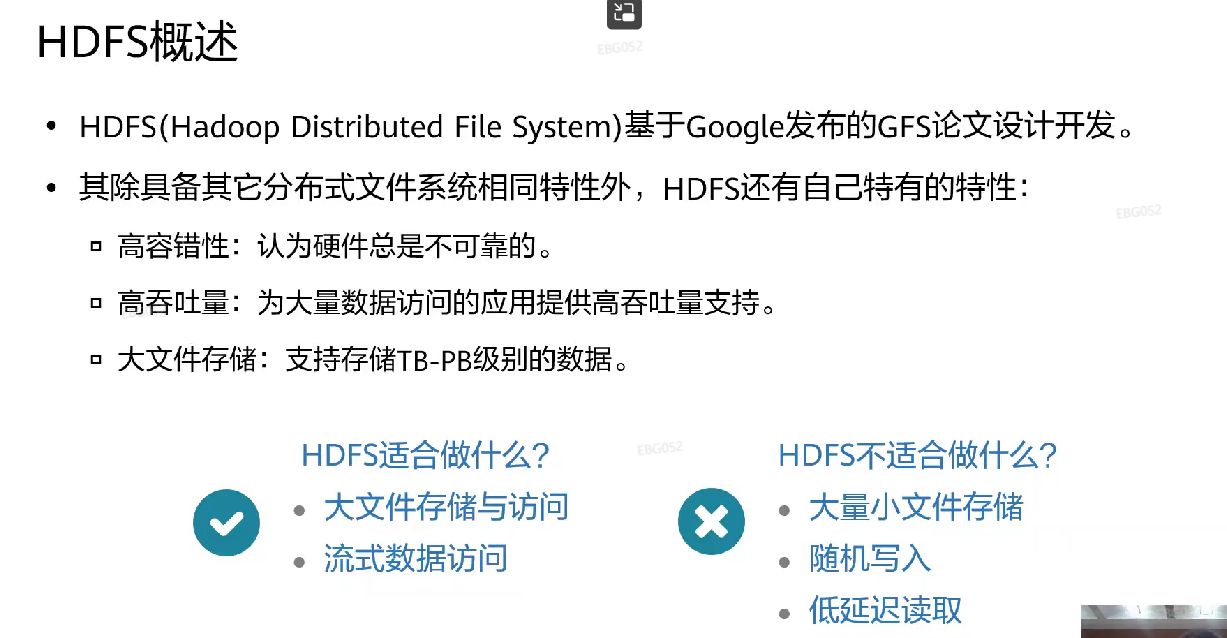 HDFS概述
EBG052
• HDFS(Hadoop Distributed File System)基于Google发布的GFS论文设计开发。
• 其除具备其它分布式文件系统相同特性外，HDFS还有自己特有的特性：
EBG052
▫ 高容错性：认为硬件总是不可靠的。
▫ 高吞吐量：为大量数据访问的应用提供高吞吐量支持。
▫ 大文件存储：支持存储TB-PB级别的数据。
HDFS适合做什么?
• 大文件存储与访问
• 流式数据访问
EBG052
HDFS不适合做什么?
• 大量小文件存储
• 随机写入
• 低延迟读取